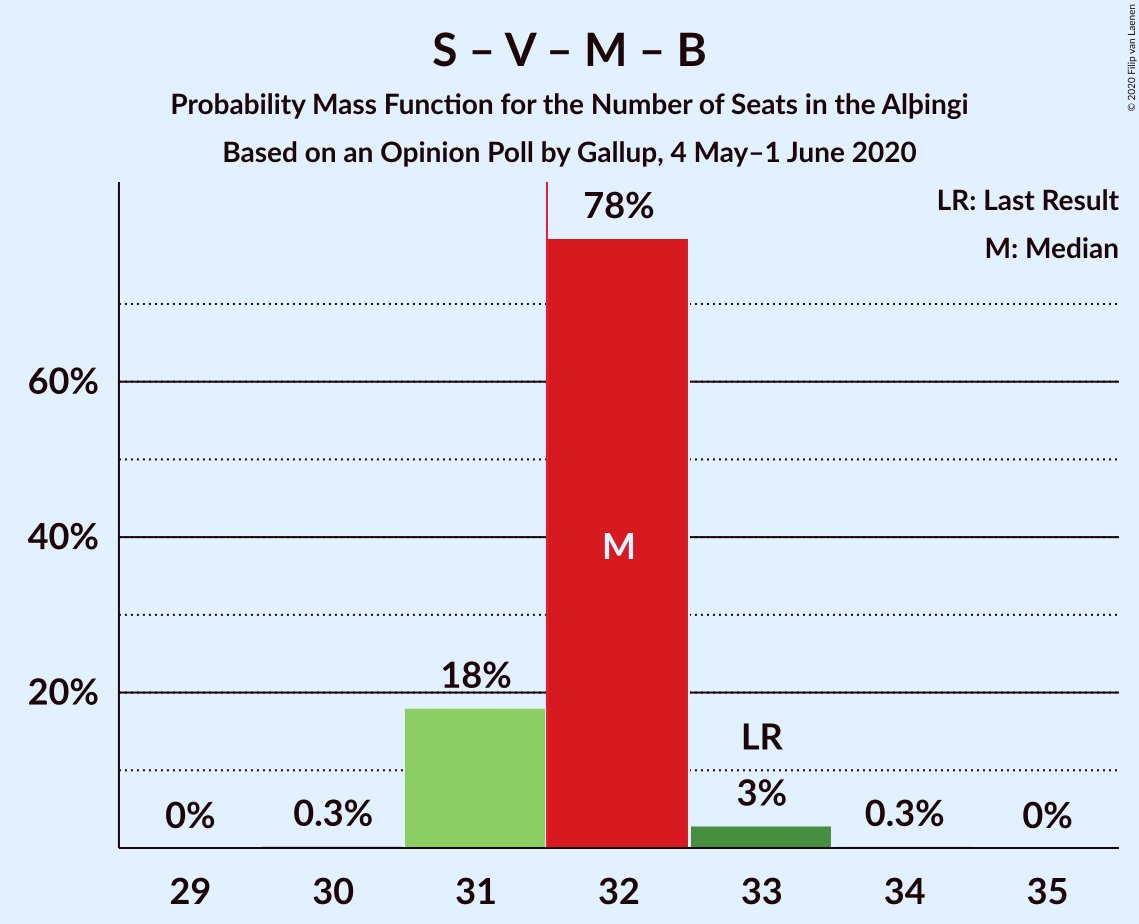 S – V – M – B
Probability Mass Function for the Number of Seats in the Alþingi
Based on an Opinion Poll by Gallup, 4 May–1 June 2020
© 2020 Filip van Laenen
LR: Last Result
M: Median
78%
60%
40%
M
20%
18%
LR
3%
0%
0.3%
0.3%
0%
29
30
31
32
33
34
35